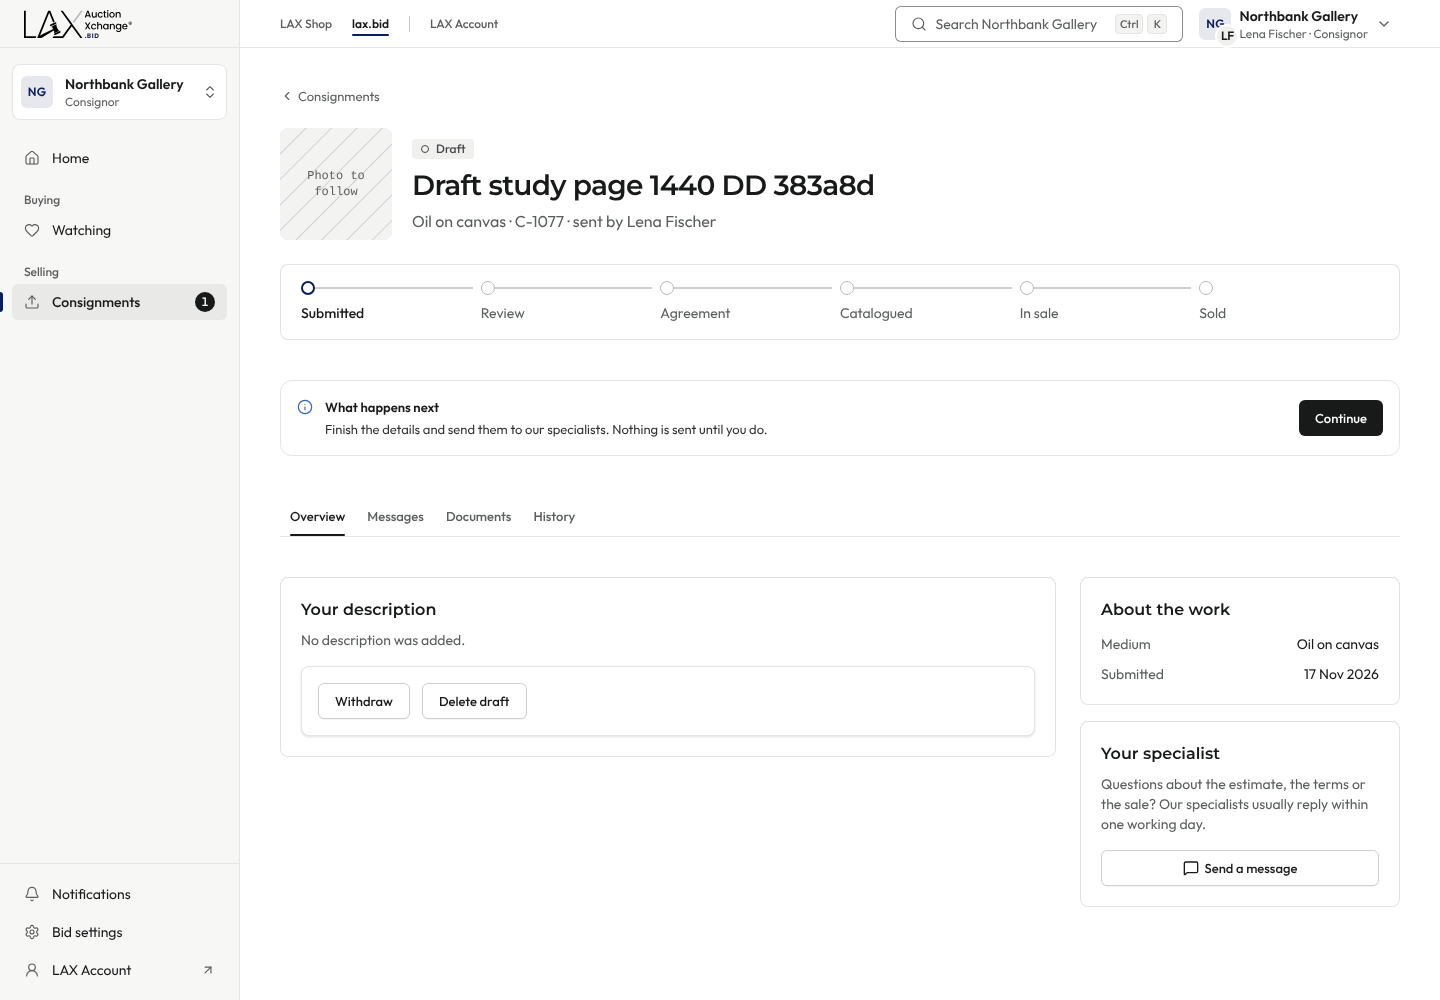 LAX Auction Xchange® .BID
LAX Shop
lax.bid
LAX Account
Search Northbank Gallery
Ctrl
K
NG
LF
Northbank Gallery
Lena Fischer · Consignor
NG
Northbank Gallery
Consignor
Home
Buying
Watching
Selling
Consignments
1
Notifications
Bid settings
LAX Account
Consignments
Photo to
follow
Draft
Draft study page 1440 DD 383a8d
Oil on canvas · C-1077 · sent by Lena Fischer
Submitted
Review
Agreement
Catalogued
In sale
Sold
What happens next
Finish the details and send them to our specialists. Nothing is sent until you do.
Continue
Overview
Messages
Documents
History
Your description
No description was added.
Withdraw
Delete draft
About the work
Medium
Oil on canvas
Submitted
17 Nov 2026
Your specialist
Questions about the estimate, the terms or
the sale? Our specialists usually reply within
one working day.
Send a message